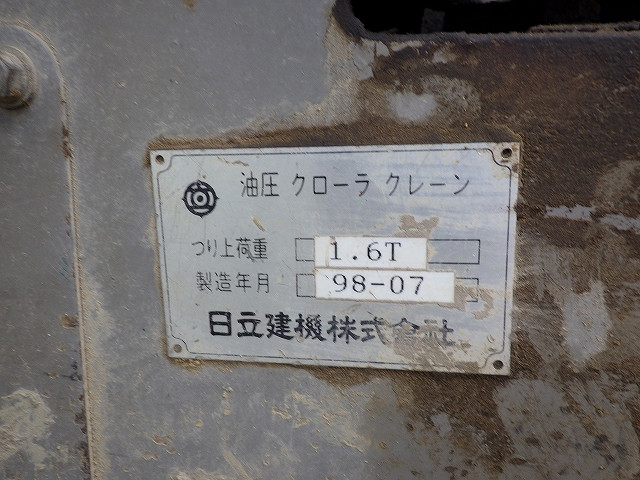 油圧 クローラ クレーン
つり上荷重 1.6T
製造年月 98-07
日立建機株式会社